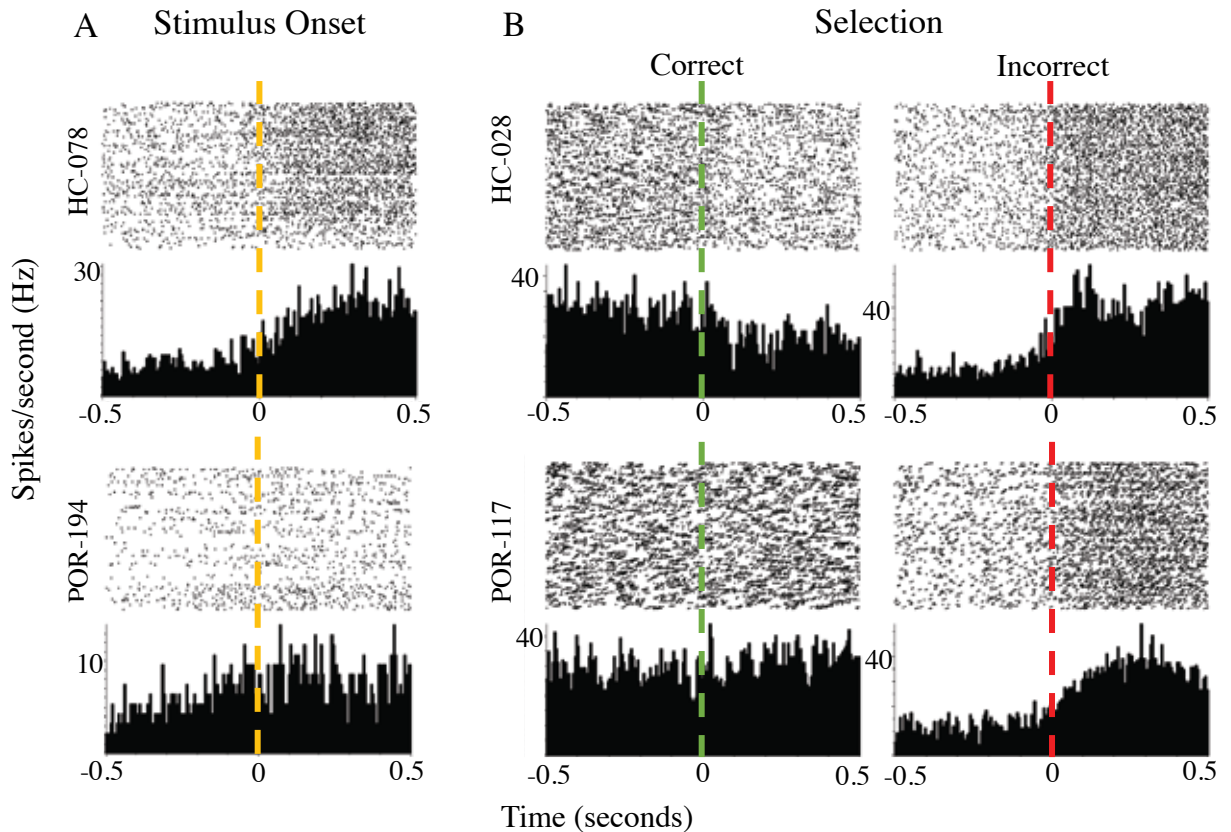 A Stimulus Onset
B Selection
Correct Incorrect
Spikes/second (Hz)
HC-078
30
-0.5 0 0.5
HC-028
40
-0.5 0 0.5
40
-0.5 0 0.5
POR-194
10
-0.5 0 0.5
POR-117
40
-0.5 0 0.5
40
-0.5 0 0.5
Time (seconds)